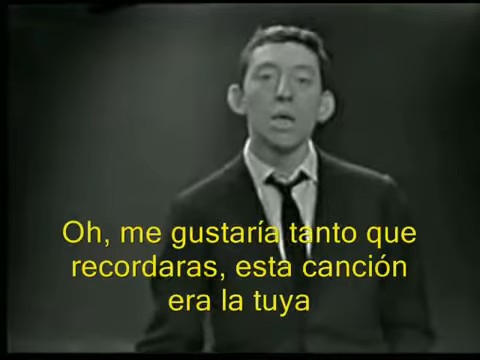 Oh, me gustaría tanto que
recordaras, esta canción
era la tuya